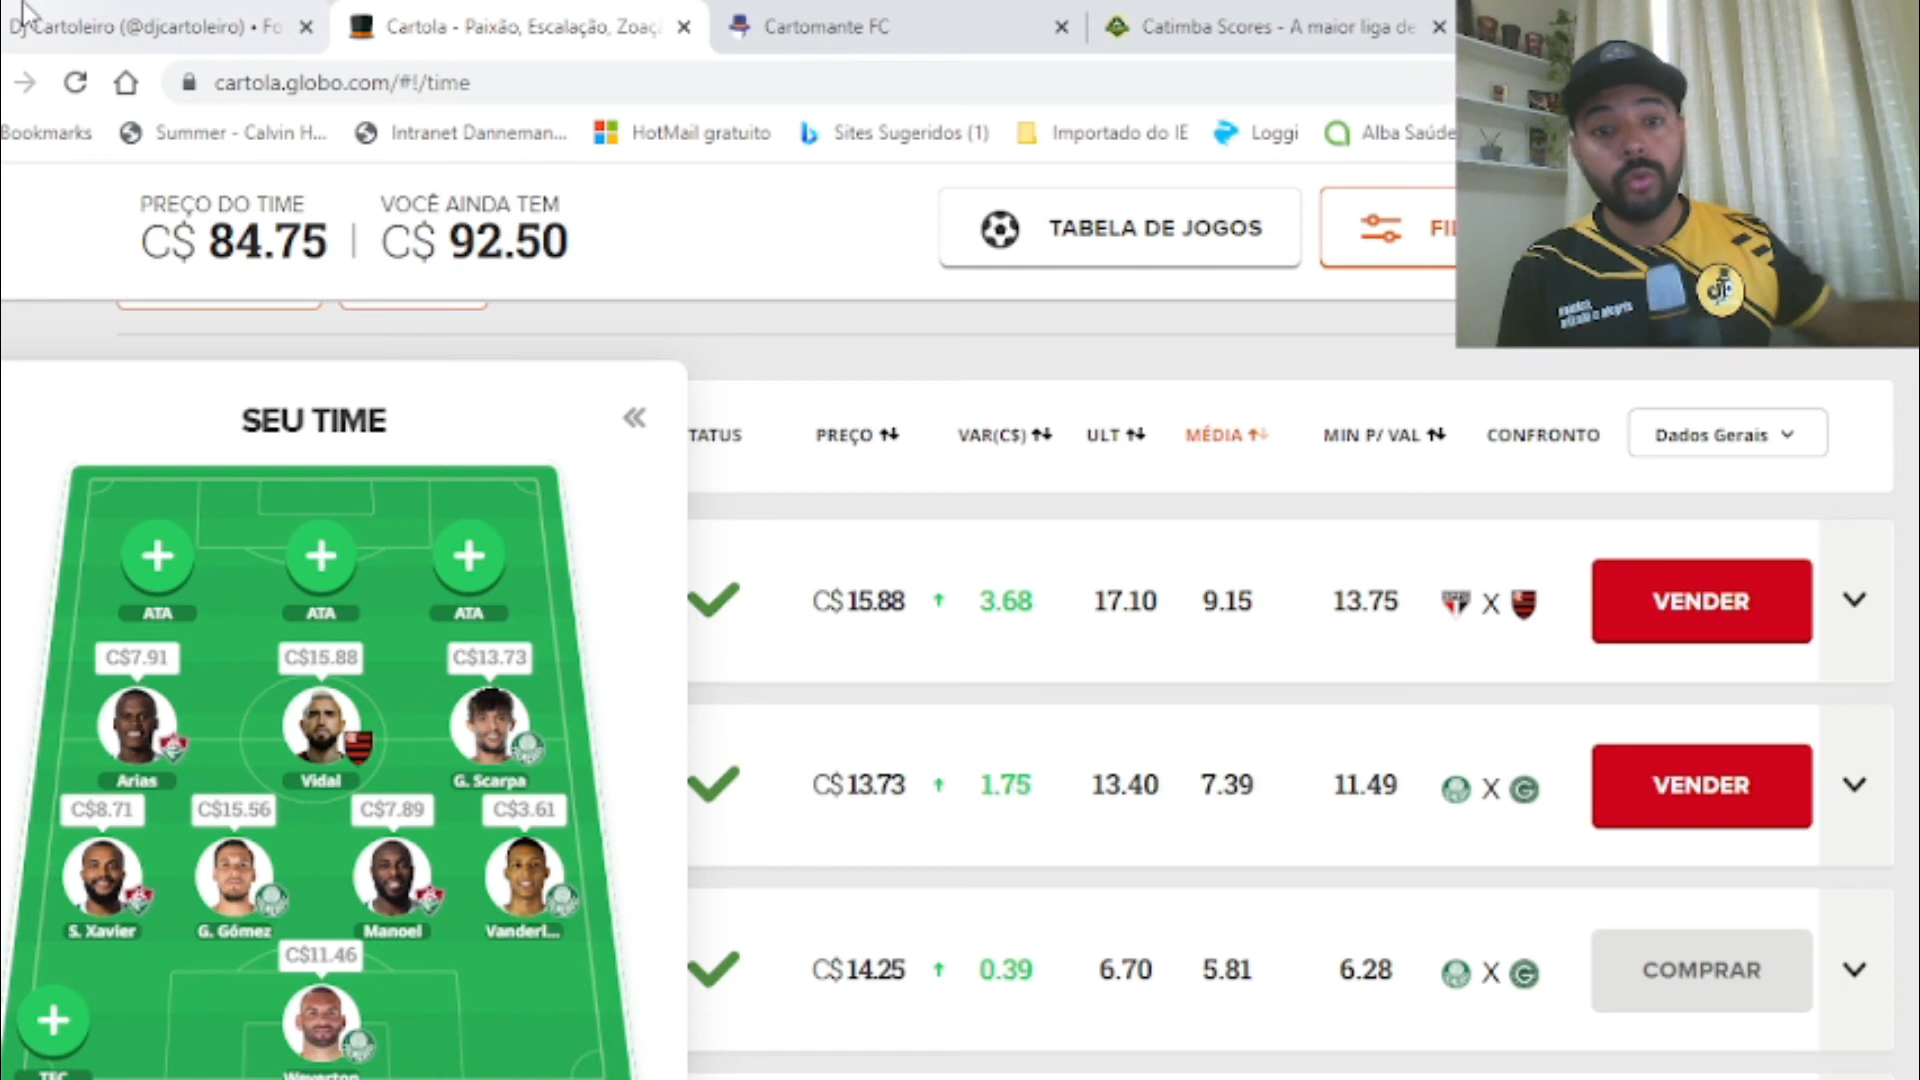 Dj Cartoleiro (@djcartoleiro) • Fo
Cartola - Paixão, Escalação, Zoaç
Cartomante FC
Catimba Scores - A maior liga de
cartola.globo.com/#!/time
Bookmarks
Summer - Calvin H...
Intranet Danneman...
HotMail gratuito
Sites Sugeridos (1)
Importado do IE
Loggi
Alba Saúde
PREÇO DO TIME
C$ 84.75
VOCÊ AINDA TEM
C$ 92.50
TABELA DE JOGOS
FIL
SEU TIME
TATUS
PREÇO
VAR(C$)
ULT
MÉDIA
MIN P/ VAL
CONFRONTO
Dados Gerais
ATA
ATA
ATA
C$7.91
C$15.88
C$13.73
Arias
Vidal
G. Scarpa
C$8.71
C$15.56
C$7.89
C$3.61
S. Xavier
G. Gómez
Manoel
Vanderl...
C$11.46
TEC
Weverton
C$ 15.88
3.68
17.10
9.15
13.75
X
VENDER
C$ 13.73
1.75
13.40
7.39
11.49
X
VENDER
C$ 14.25
0.39
6.70
5.81
6.28
X
COMPRAR